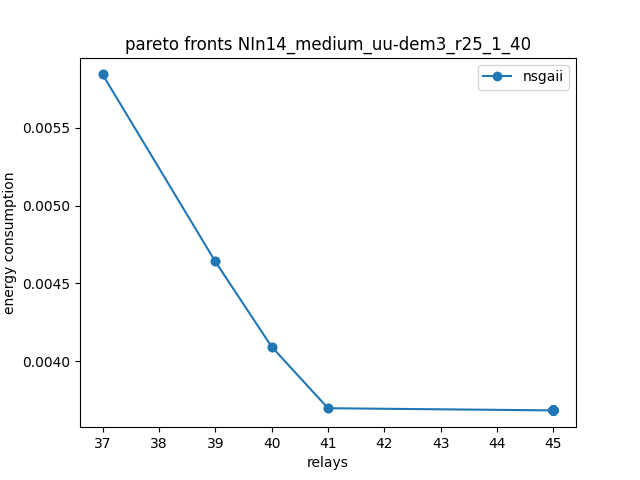 pareto fronts NIn14_medium_uu-dem3_r25_1_40
nsgaii
energy consumption
0.0055
0.0050
0.0045
0.0040
37 38 39 40 41 42 43 44 45
relays